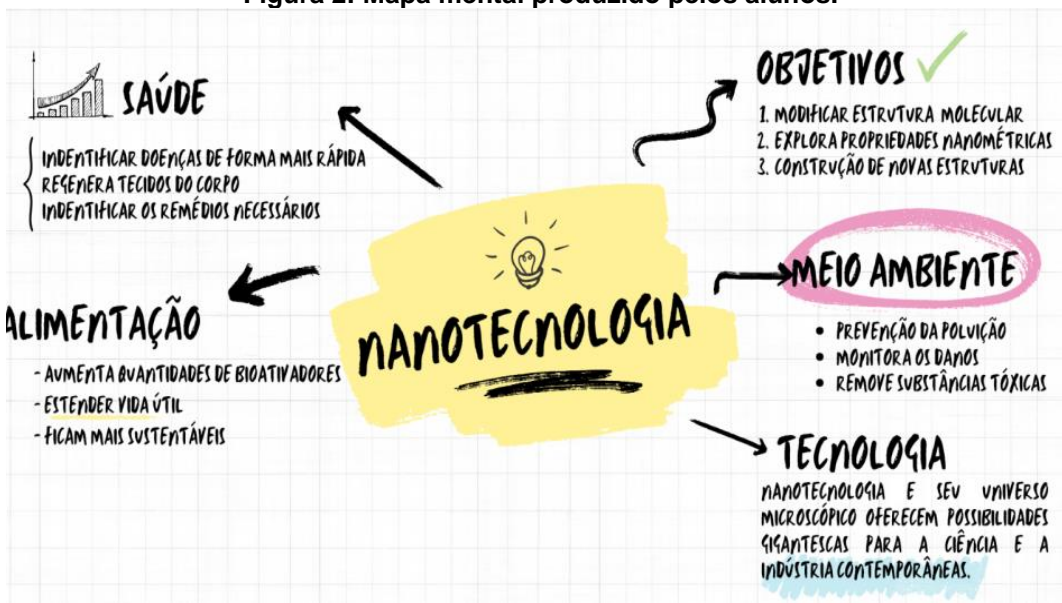 Figura 2: Mapa mental produzido pelos alunos.
SAÚDE
INDENTIFICAR DOENÇAS DE FORMA MAIS RÁPIDA
REGENERA TECIDOS DO CORPO
INDENTIFICAR OS REMÉDIOS NECESSÁRIOS
ALIMENTAÇÃO
- AUMENTA QUANTIDADES DE BIOATIVADORES
- ESTENDER VIDA ÚTIL
- FICAM MAIS SUSTENTÁVEIS
NANOTECNOLOGIA
OBJETIVOS
1. MODIFICAR ESTRUTURA MOLECULAR
2. EXPLORA PROPRIEDADES NANOMÉTRICAS
3. CONSTRUÇÃO DE NOVAS ESTRUTURAS
MEIO AMBIENTE
• PREVENÇÃO DA POLUIÇÃO
• MONITORA OS DANOS
• REMOVE SUBSTÂNCIAS TÓXICAS
TECNOLOGIA
NANOTECNOLOGIA E SEU UNIVERSO
MICROSCÓPICO OFERECEM POSSIBILIDADES
GIGANTESCAS PARA A CIÊNCIA E A
INDÚSTRIA CONTEMPORÂNEAS.